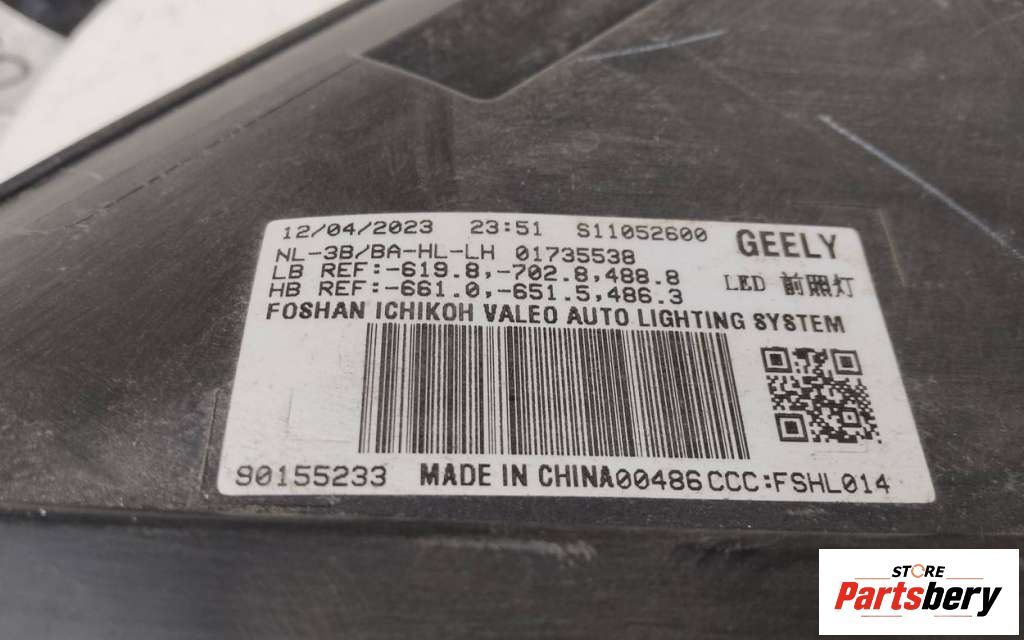 12/04/2023 23:51 S11052600 GEELY
NL-3B/BA-HL-LH 01735538
LB REF:-619.8,-702.8,488.8 LED 前照灯
HB REF:-661.0,-651.5,486.3
FOSHAN ICHIKOH VALEO AUTO LIGHTING SYSTEM
90155233 MADE IN CHINA00486 CCC:FSHL014
STORE
Partsbery